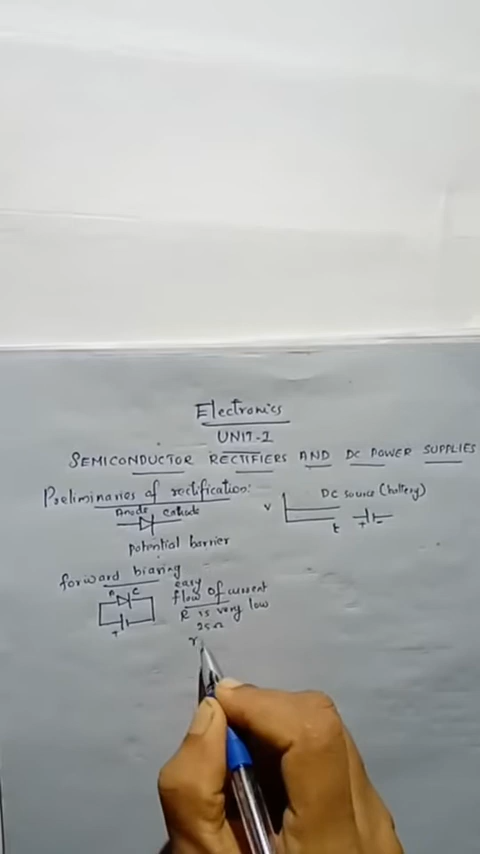 Electronics
UNIT-I
SEMICONDUCTOR RECTIFIERS AND DC POWER SUPPLIES
Preliminaries of rectification:
Anode Cathode
V
t
DC source (battery)
+ -
Potential barrier
forward biasing
A C
+
easy
flow of current
R is very low
25Ω
r